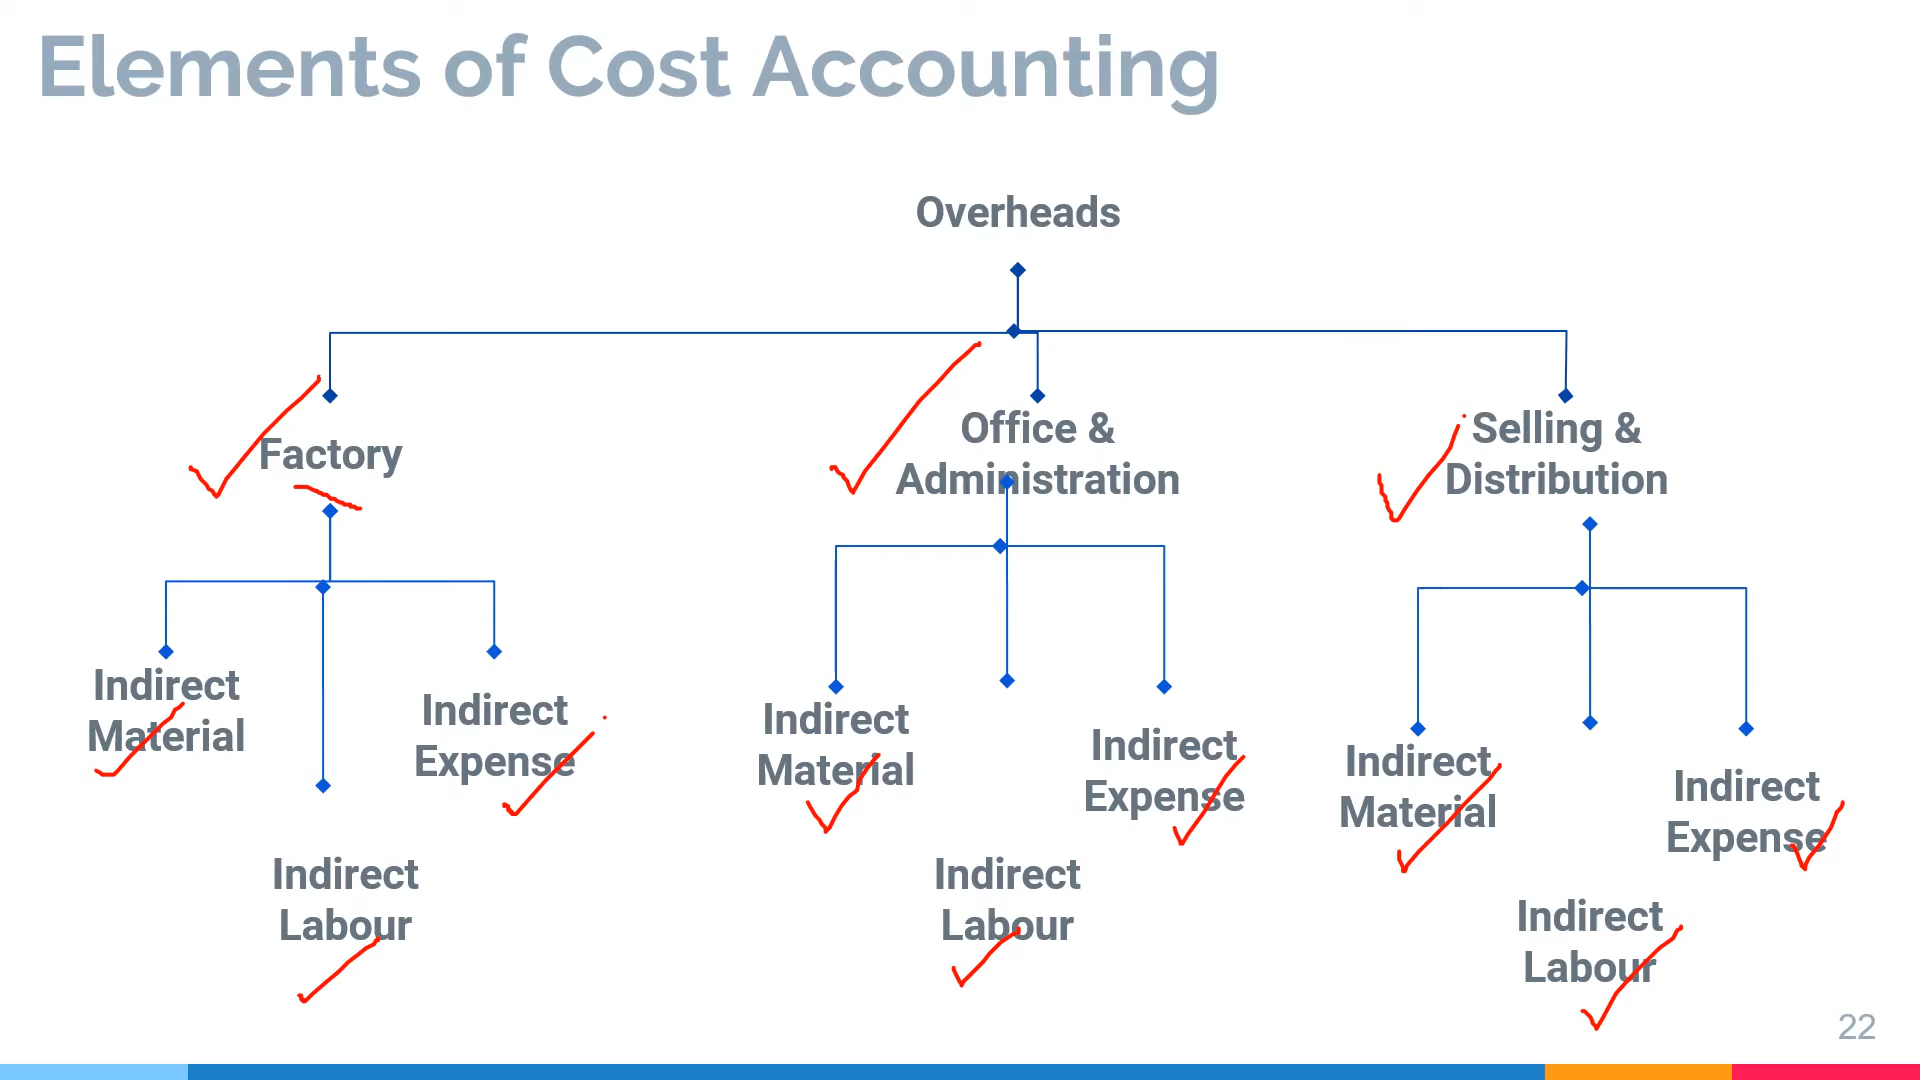 Elements of Cost Accounting
Overheads
Factory
Office &
Administration
Selling &
Distribution
Indirect
Material
Indirect
Labour
Indirect
Expense
Indirect
Material
Indirect
Labour
Indirect
Expense
Indirect
Material
Indirect
Labour
Indirect
Expense
22